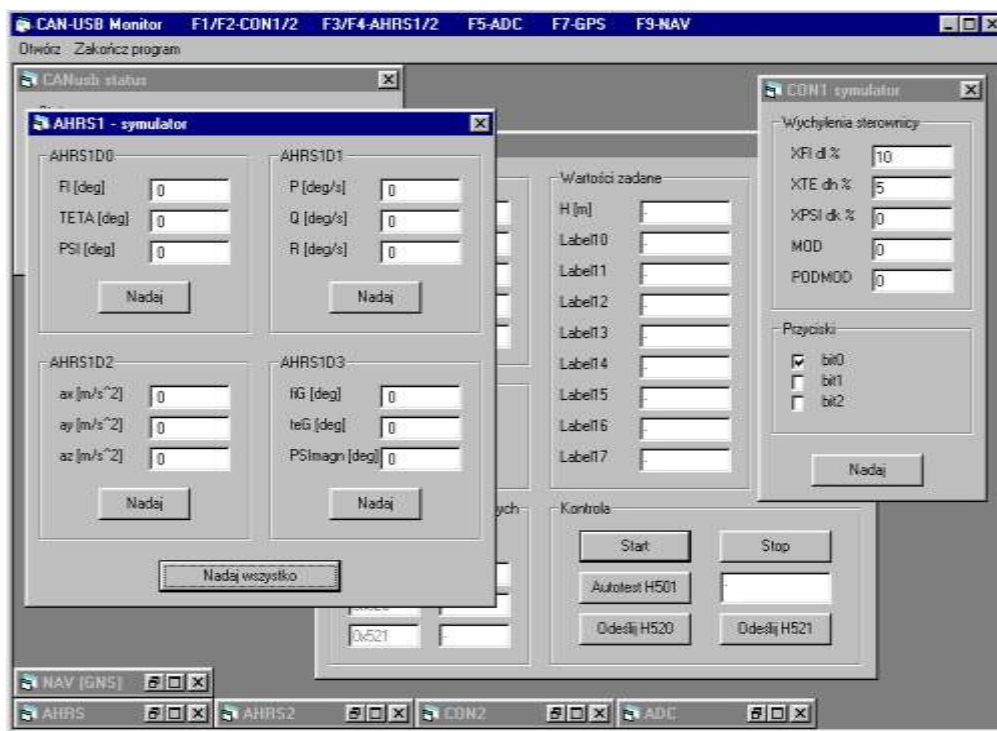 CAN-USB Monitor F1/F2-CON1/2 F3/F4-AHRS1/2 F5-ADC F7-GPS F9-NAV
Otwórz Zakończ program
CANusb status
AHRS1 - symulator
AHRS1D0
FI [deg] 0
TETA [deg] 0
PSI [deg] 0
Nadaj
AHRS1D1
P [deg/s] 0
Q [deg/s] 0
R [deg/s] 0
Nadaj
AHRS1D2
ax [m/s^2] 0
ay [m/s^2] 0
az [m/s^2] 0
Nadaj
AHRS1D3
fiG [deg] 0
teG [deg] 0
PSImagn [deg] 0
Nadaj
Nadaj wszystko
Wartości zadane
H [m] -
Label10 -
Label11 -
Label12 -
Label13 -
Label14 -
Label15 -
Label16 -
Label17 -
ych
0x521 -
Kontrola
Start Stop
Autotest H501 -
Odeślij H520 Odeślij H521
CON1 symulator
Wychylenia sterownicy
XFI dl % 10
XTE dh % 5
XPSI dk % 0
MOD 0
PODMOD 0
Przyciski
bit0
bit1
bit2
Nadaj
NAV (GNS)
AHRS
AHRS2
CON2
ADC